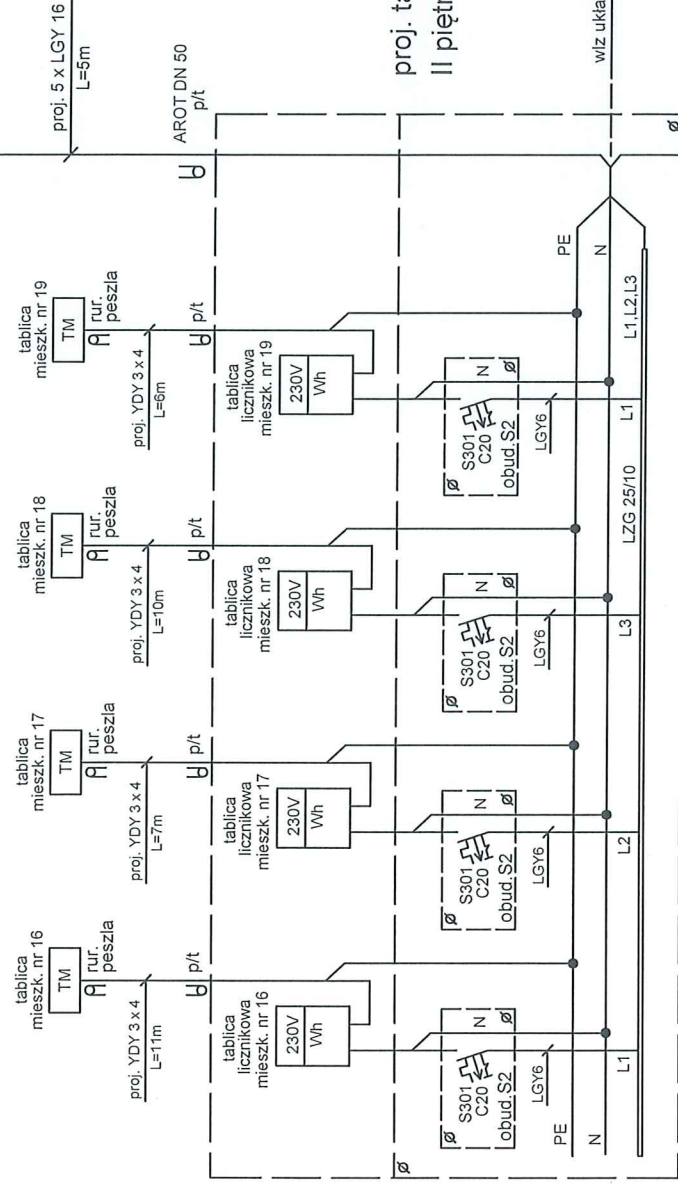 proj. 5 x LGY 16
L=5m
AROT DN 50
p/t
proj. ta
II piętr
wlz ukła
tablica
mieszk. nr 16
TM
rur.
peszla
proj. YDY 3 x 4
L=11m
p/t
tablica
licznikowa
mieszk. nr 16
230V
Wh
S301
C20
obud.S2
N
LGY6
L1
tablica
mieszk. nr 17
TM
rur.
peszla
proj. YDY 3 x 4
L=7m
p/t
tablica
licznikowa
mieszk. nr 17
230V
Wh
S301
C20
obud.S2
N
LGY6
L2
tablica
mieszk. nr 18
TM
rur.
peszla
proj. YDY 3 x 4
L=10m
p/t
tablica
licznikowa
mieszk. nr 18
230V
Wh
S301
C20
obud.S2
N
LGY6
L3
tablica
mieszk. nr 19
TM
rur.
peszla
proj. YDY 3 x 4
L=6m
p/t
tablica
licznikowa
mieszk. nr 19
230V
Wh
S301
C20
obud.S2
N
LGY6
L1
PE
N
LZG 25/10
L1,L2,L3
PE
N